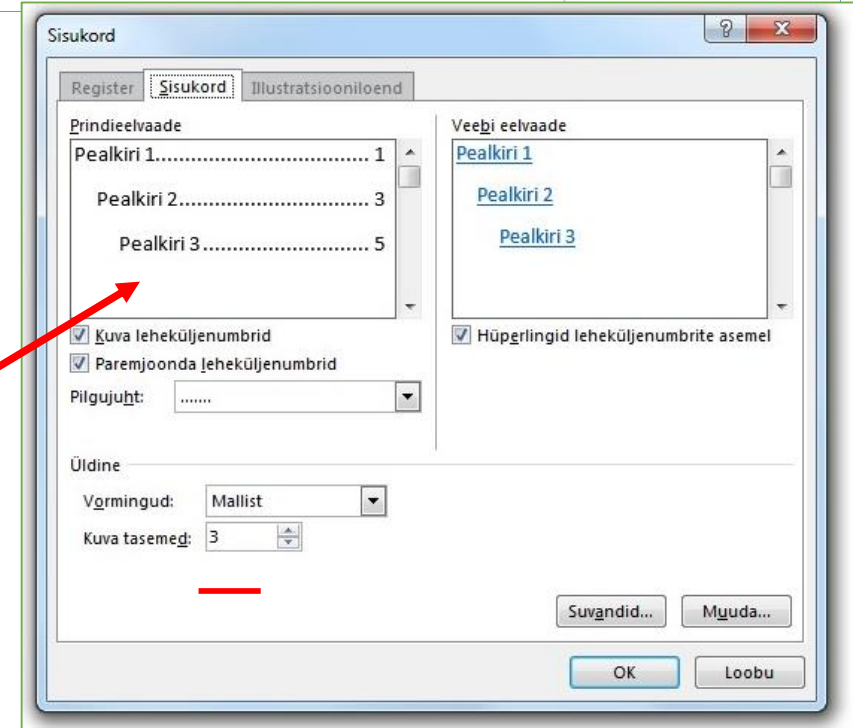 Sisukord
Register Sisukord Illustratsiooniloend
Prindieelvaade
Pealkiri 1.................................... 1
Pealkiri 2................................ 3
Pealkiri 3............................ 5
Kuva leheküljenumbrid
Paremjoonda leheküljenumbrid
Pilgujuht: .......
Veebi eelvaade
Pealkiri 1
Pealkiri 2
Pealkiri 3
Hüperlingid leheküljenumbrite asemel
Üldine
Vormingud: Mallist
Kuva tasemed: 3
Suvandid... Muuda...
OK Loobu